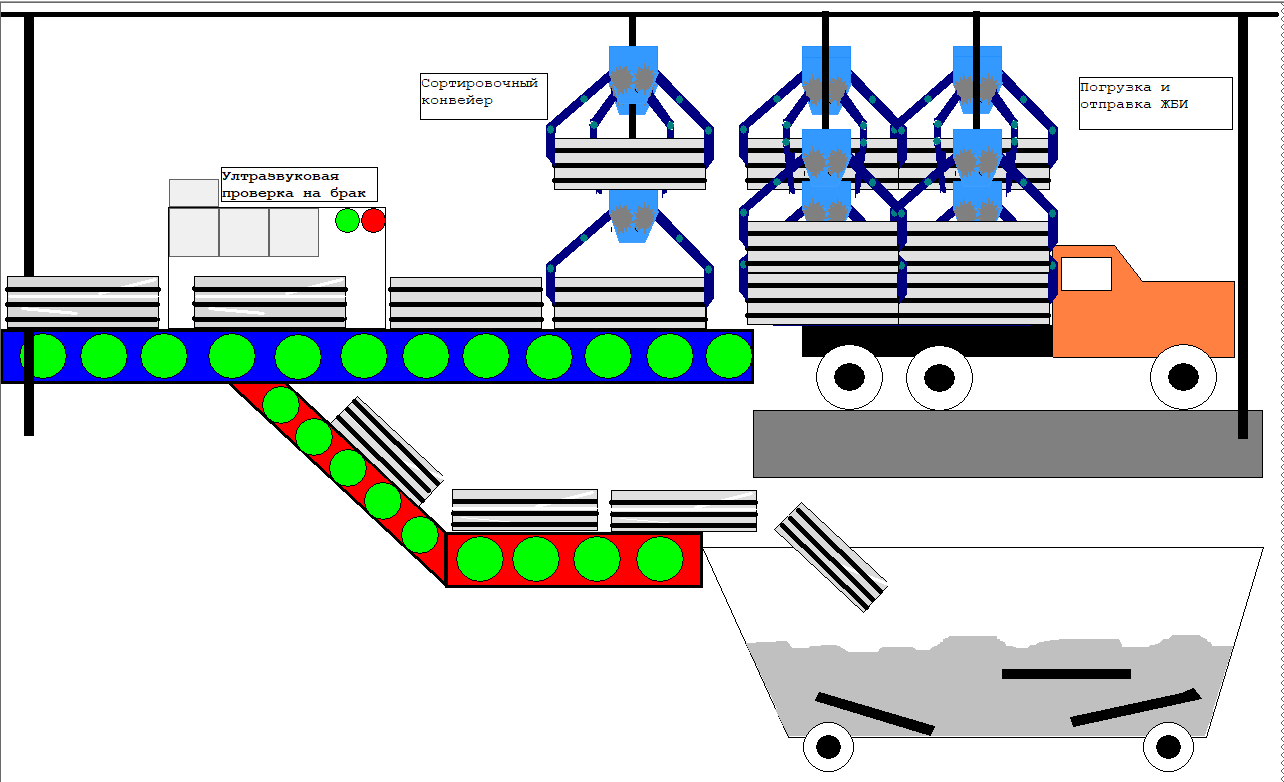 Сортировочный
конвейер
Погрузка и
отправка ЖБИ
Ултразвуковая
проверка на брак